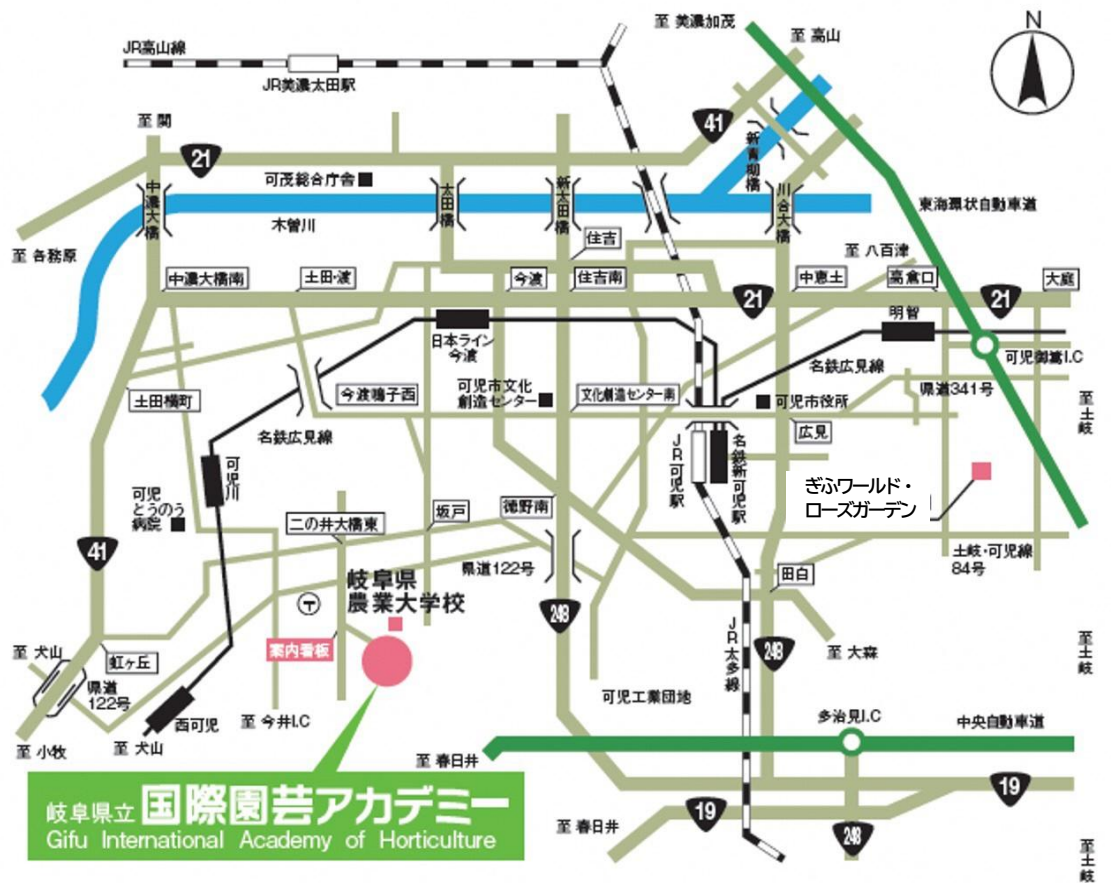 至 美濃加茂
N
至 高山
JR高山線
JR美濃太田駅
至 関
41
21
新青柳橋
可茂総合庁舎
中濃大橋
太田橋
新太田橋
川合大橋
東海環状自動車道
木曽川
住吉
至 各務原
至 八百津
中濃大橋南
土田・渡
今渡
住吉南
中恵土
高倉口
大庭
21
21
明智
日本ライン
今渡
可児御嵩I.C
名鉄広見線
可児市文化
創造センター
文化創造センター南
可児市役所
県道341号
土田横町
今渡鳴子西
至 土岐
名鉄広見線
広見
JR可児駅
名鉄新可児駅
可児川
可児
とうのう
病院
ぎふワールド・
ローズガーデン
二の井大橋東
坂戸
徳野南
41
県道122号
土岐・可児線
84号
田白
岐阜県
農業大学校
248
JR太多線
248
至 大森
至 土岐
案内看板
至 犬山
虹ヶ丘
県道
122号
可児工業団地
西可児
至 今井I.C
多治見I.C
中央自動車道
至 小牧
至 犬山
至 春日井
岐阜県立 国際園芸アカデミー
Gifu International Academy of Horticulture
19
19
至 春日井
248
至 土岐